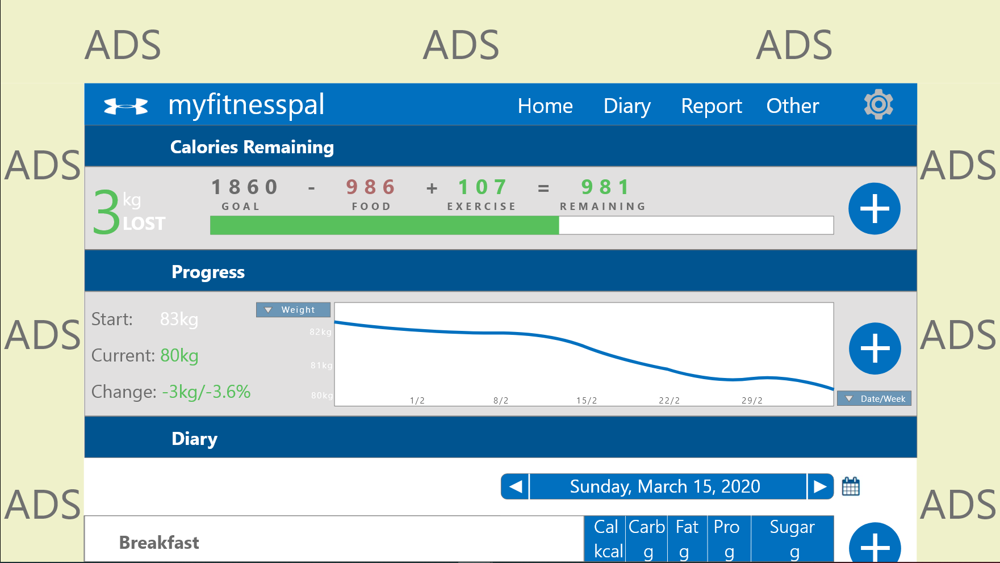 ADS ADS ADS
myfitnesspal Home Diary Report Other
Calories Remaining
ADS ADS
1860 - 986 + 107 = 981
GOAL FOOD EXERCISE REMAINING
3 kg
LOST
Progress
Weight
Start: 83kg
82kg
ADS ADS
Current: 80kg
81kg
Change: -3kg/-3.6%
80kg
1/2 8/2 15/2 22/2 29/2
Date/Week
Diary
Sunday, March 15, 2020
ADS ADS
Breakfast
Cal Carb Fat Pro Sugar
kcal g g g g